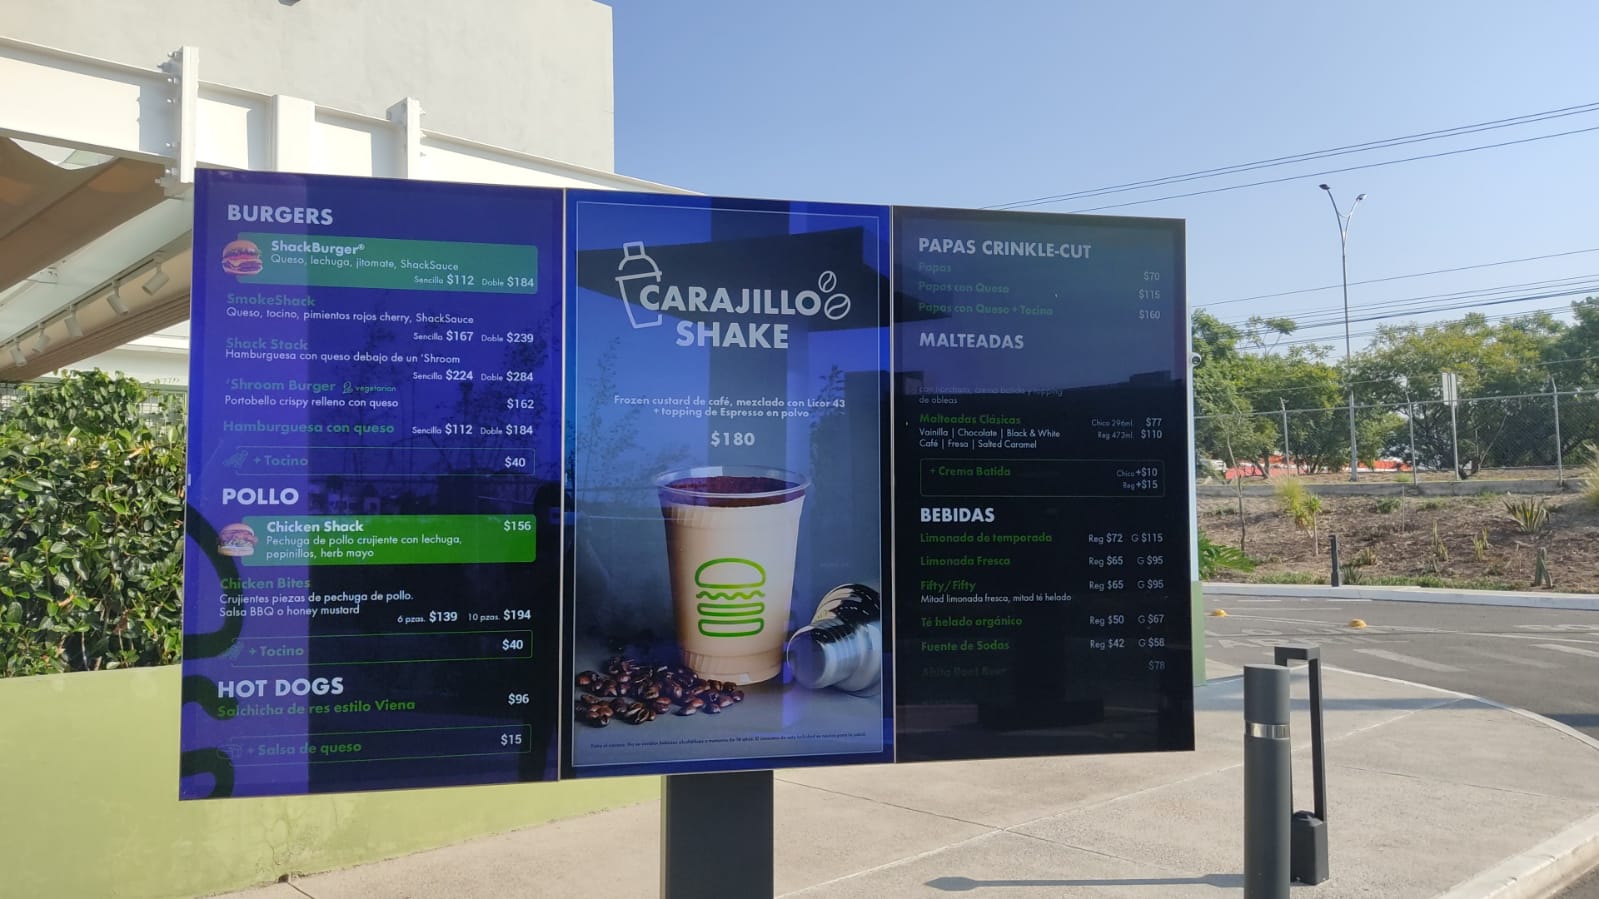 BURGERS
ShackBurger®
Queso, lechuga, jitomate, ShackSauce
Sencilla $112 Doble $184
SmokeShack
Queso, tocino, pimientos rojos cherry, ShackSauce
Sencilla $167 Doble $239
Shack Stack
Hamburguesa con queso debajo de un 'Shroom
Sencilla $224 Doble $284
'Shroom Burger vegetarian
Portobello crispy relleno con queso $162
Hamburguesa con queso Sencilla $112 Doble $184
+ Tocino $40
POLLO
Chicken Shack $156
Pechuga de pollo crujiente con lechuga,
pepinillos, herb mayo
Chicken Bites
Crujientes piezas de pechuga de pollo.
Salsa BBQ o honey mustard
6 pzas. $139 10 pzas. $194
+ Tocino $40
HOT DOGS
Salchicha de res estilo Viena $96
+ Salsa de queso $15
CARAJILLO
SHAKE
Frozen custard de café, mezclado con Licor 43
+ topping de Espresso en polvo
$180
PAPAS CRINKLE-CUT
Papas $70
Papas con Queso $115
Papas con Queso + Tocino $160
MALTEADAS
de obleas
Malteadas Clásicas Chico 296ml $77
Vainilla | Chocolate | Black & White Reg 473ml $110
Café | Fresa | Salted Caramel
+ Crema Batida Chico +$10
Reg +$15
BEBIDAS
Limonada de temporada Reg $72 G $115
Limonada Fresca Reg $65 G $95
Fifty/Fifty Reg $65 G $95
Mitad limonada fresca, mitad té helado
Té helado orgánico Reg $50 G $67
Fuente de Sodas Reg $42 G $58
Abita Root Beer $78